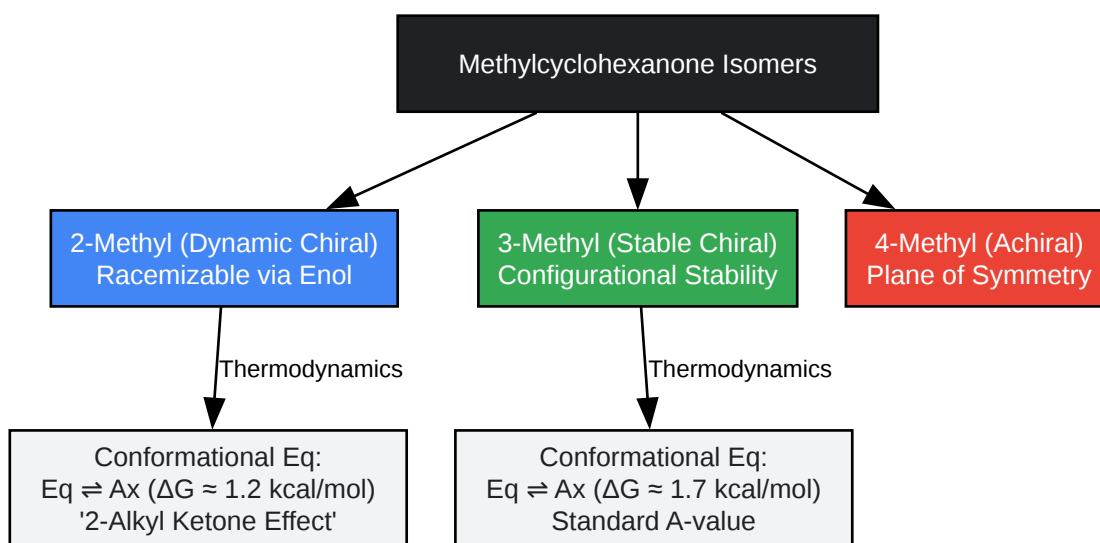 Methylcyclohexanone Isomers
2-Methyl (Dynamic Chiral)
Racemizable via Enol
3-Methyl (Stable Chiral)
Configurational Stability
4-Methyl (Achiral)
Plane of Symmetry
Thermodynamics
Thermodynamics
Conformational Eq:
Eq ⇌ Ax (ΔG ≈ 1.2 kcal/mol)
'2-Alkyl Ketone Effect'
Conformational Eq:
Eq ⇌ Ax (ΔG ≈ 1.7 kcal/mol)
Standard A-value